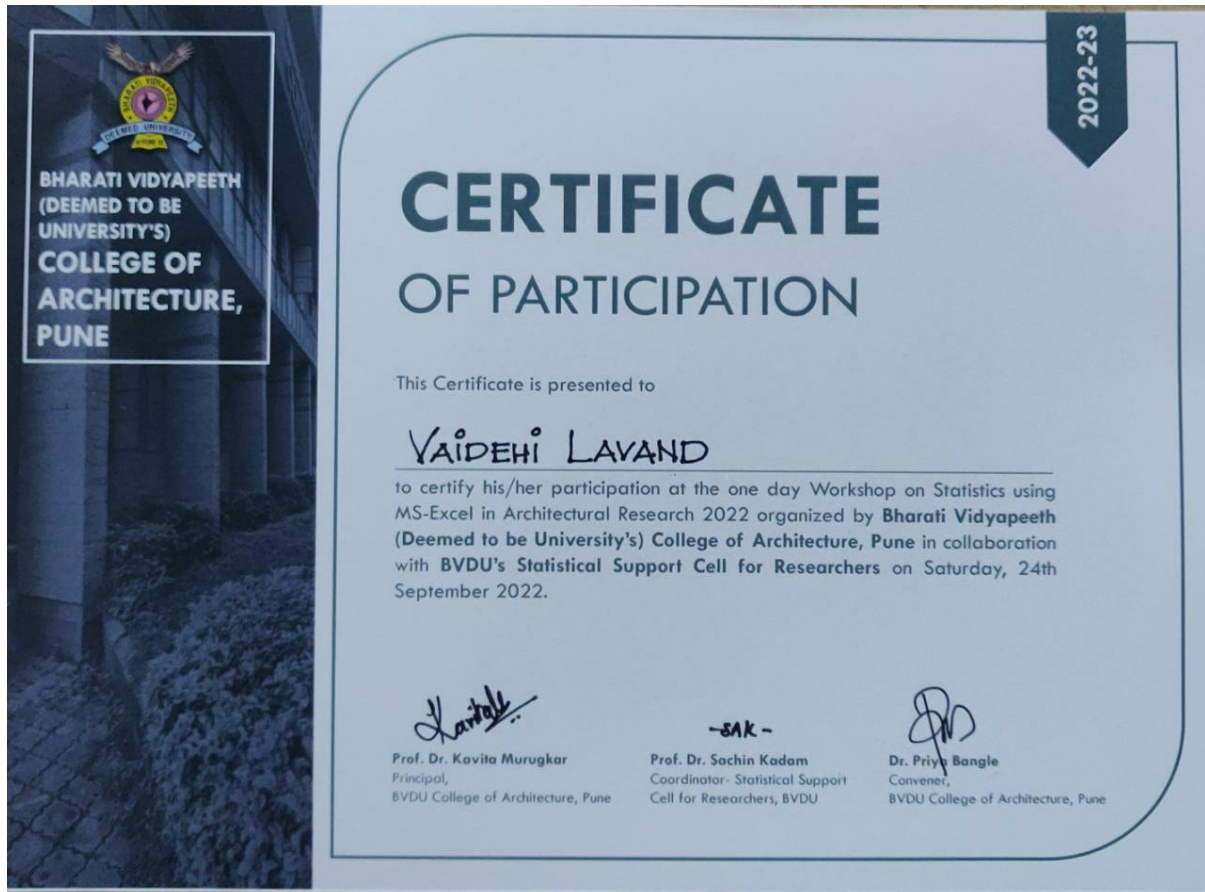 BHARATI VIDYAPEETH
DEEMED UNIVERSITY
BHARATI VIDYAPEETH
(DEEMED TO BE
UNIVERSITY'S)
COLLEGE OF
ARCHITECTURE,
PUNE
2022-23
CERTIFICATE
OF PARTICIPATION
This Certificate is presented to
VAIDEHI LAVAND
to certify his/her participation at the one day Workshop on Statistics using
MS-Excel in Architectural Research 2022 organized by Bharati Vidyapeeth
(Deemed to be University's) College of Architecture, Pune in collaboration
with BVDU's Statistical Support Cell for Researchers on Saturday, 24th
September 2022.
-SAK-
Prof. Dr. Kavita Murugkar
Principal,
BVDU College of Architecture, Pune
Prof. Dr. Sachin Kadam
Coordinator- Statistical Support
Cell for Researchers, BVDU
Dr. Priya Bangle
Convener,
BVDU College of Architecture, Pune